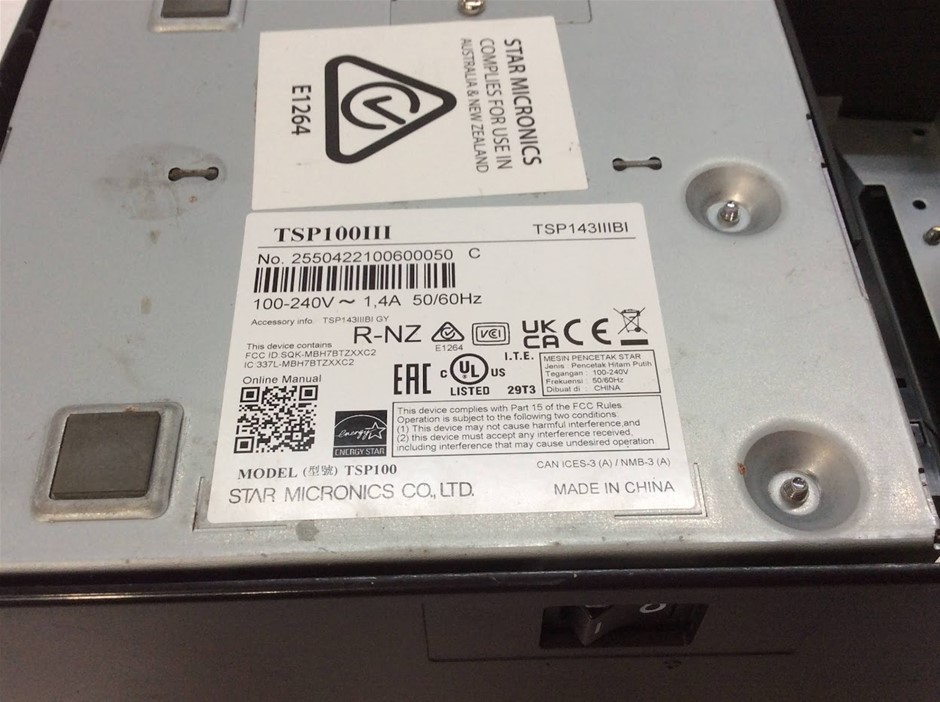 STAR MICRONICS
COMPLIES FOR USE IN
AUSTRALIA & NEW ZEALAND
E1264
TSP100III
TSP143IIIBI
No. 2550422100600050 C
100-240V ~ 1,4A 50/60Hz
Accessory info. TSP143IIIBI GY
R-NZ
E1264
VCI
UK
CA
CE
This device contains
FCC ID:SQK-MBH7BTZXXC2
IC:337L-MBH7BTZXXC2
Online Manual
EAC
C UL US
LISTED
I.T.E.
29T3
MESIN PENCETAK STAR
Jenis : Pencetak Hitam Putih
Tegangan : 100-240V
Frekuensi : 50/60Hz
Dibuat di : CHINA
energy
ENERGY STAR
This device complies with Part 15 of the FCC Rules
Operation is subject to the following two conditions.
(1) This device may not cause harmful interference,and
(2) this device must accept any interference received,
including interference that may cause undesired operation.
MODEL (型號) TSP100
CAN ICES-3 (A) / NMB-3 (A)
STAR MICRONICS CO., LTD.
MADE IN CHINA